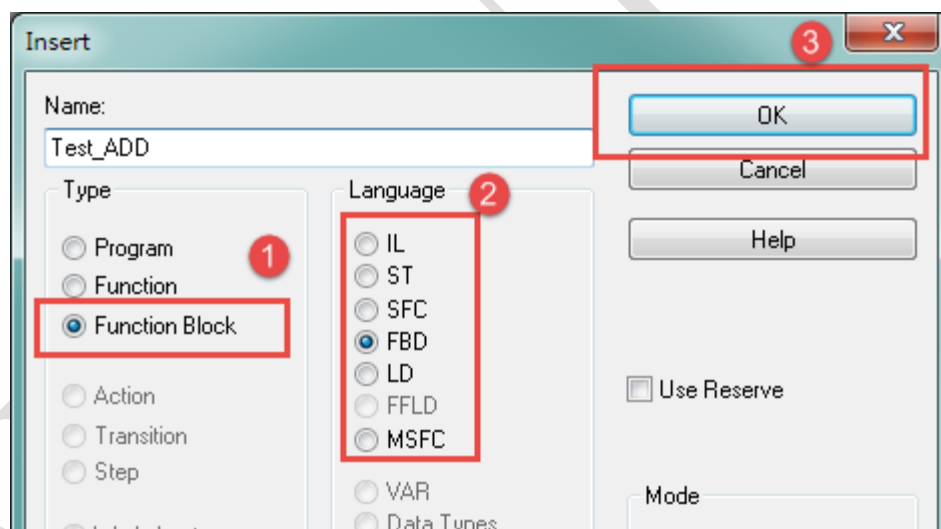 Insert
3
Name:
Test_ADD
OK
Cancel
Help
Type
Program
1
Function
Function Block
Action
Transition
Step
Language
2
IL
ST
SFC
FBD
LD
FFLD
MSFC
VAR
Data Types
Use Reserve
Mode